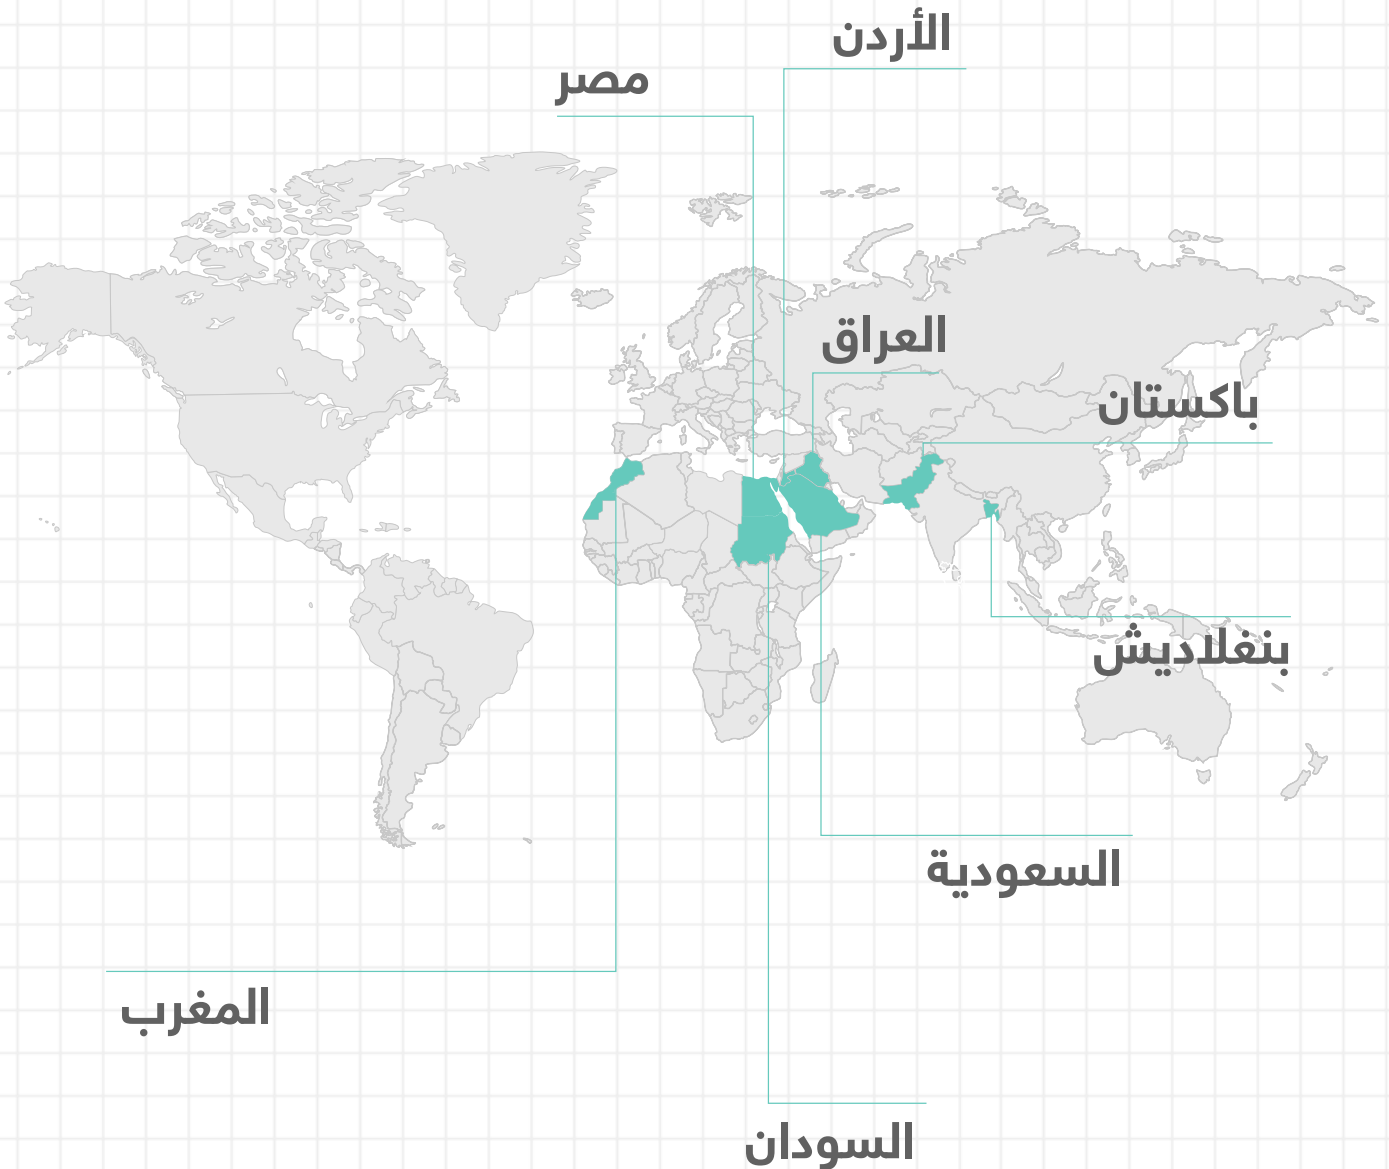 الأردن
مصر
العراق
باكستان
بنغلاديش
السعودية
المغرب
السودان